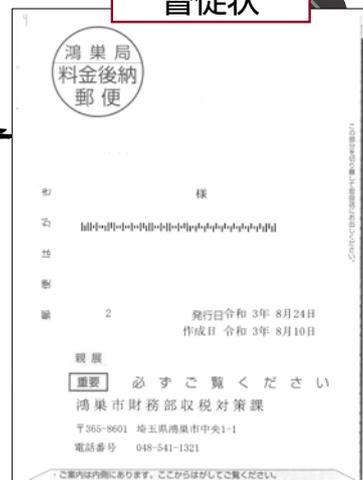 督促状
鴻巣局
料金後納
郵便
様
郵便はがき
2
発行日 令和 3年 8月24日
作成日 令和 3年 8月10日
親展
重要 必ずご覧ください
鴻巣市財務部収税対策課
〒365-8601 埼玉県鴻巣市中央1-1
電話番号 048-541-1321
・ご案内は内側にあります。ここからはがしてご覧ください。